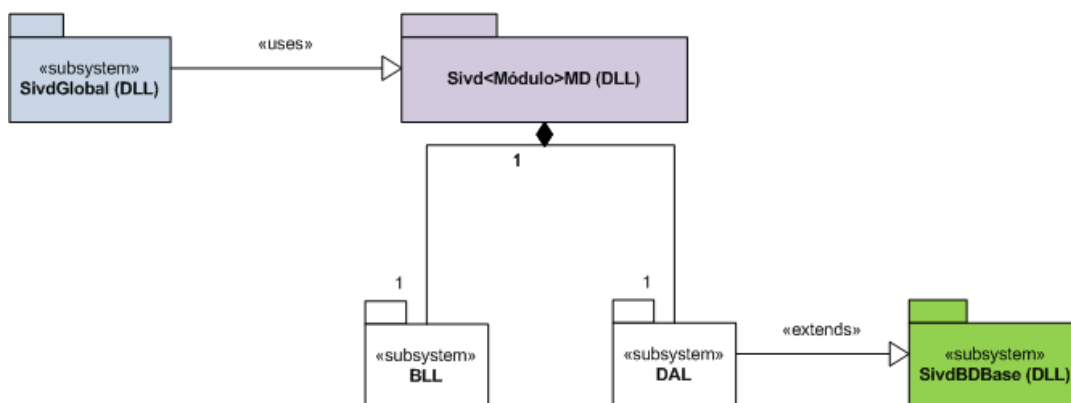 «uses»
«subsystem»
SivdGlobal (DLL)
Sivd<Módulo>MD (DLL)
1
1
1
«subsystem»
BLL
«subsystem»
DAL
«extends»
«subsystem»
SivdBDBase (DLL)